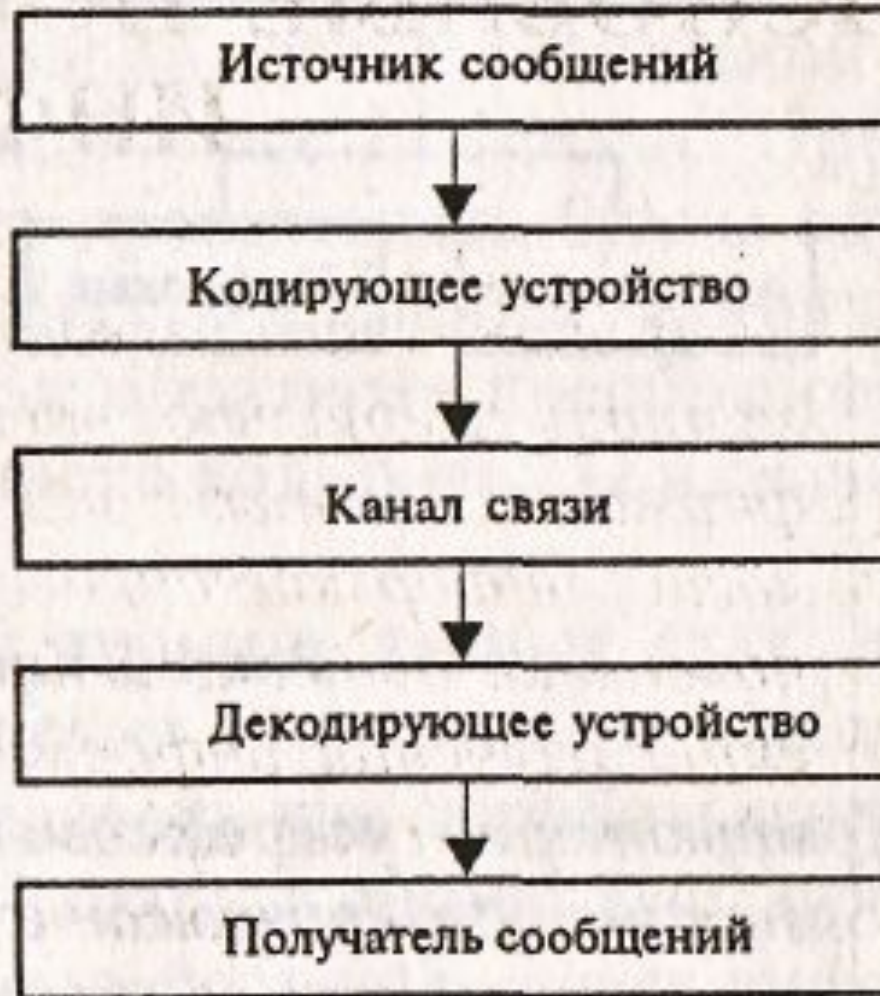 Источник сообщений
Кодирующее устройство
Канал связи
Декодирующее устройство
Получатель сообщений